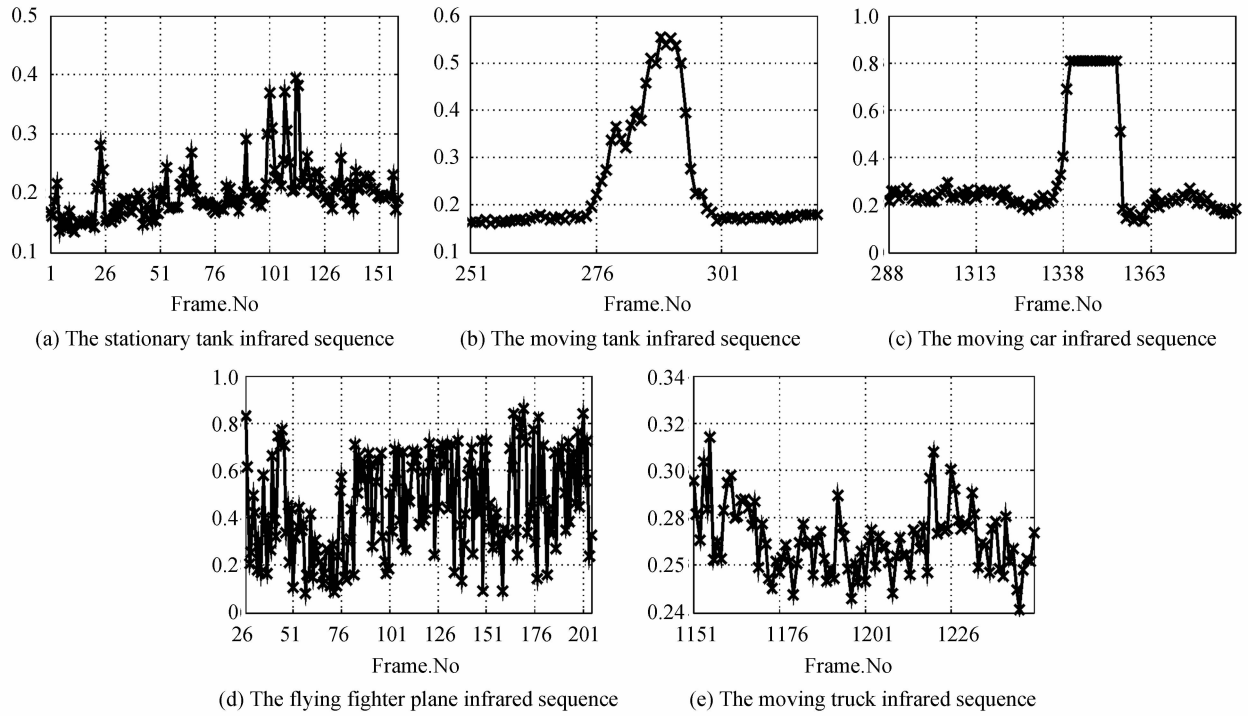 0.5
0.4
0.3
0.2
0.1
1 26 51 76 101 126 151
Frame.No
(a) The stationary tank infrared sequence
0.6
0.5
0.4
0.3
0.2
0.1
251 276 301
Frame.No
(b) The moving tank infrared sequence
1.0
0.8
0.6
0.4
0.2
0
288 1313 1338 1363
Frame.No
(c) The moving car infrared sequence
1.0
0.8
0.6
0.4
0.2
0
26 51 76 101 126 151 176 201
Frame.No
(d) The flying fighter plane infrared sequence
0.34
0.32
0.30
0.28
0.25
0.24
1151 1176 1201 1226
Frame.No
(e) The moving truck infrared sequence